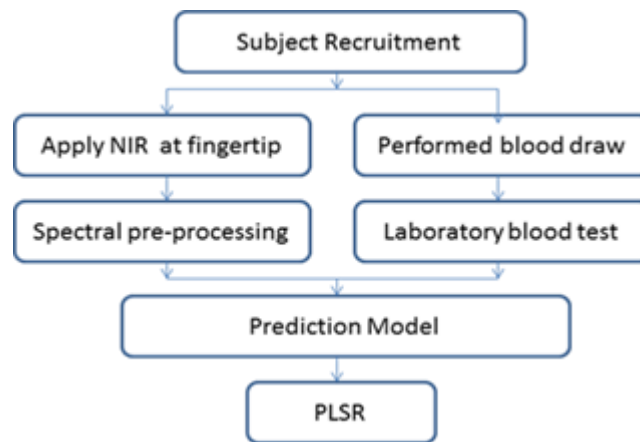 Subject Recruitment
Apply NIR at fingertip
Performed blood draw
Spectral pre-processing
Laboratory blood test
Prediction Model
PLSR